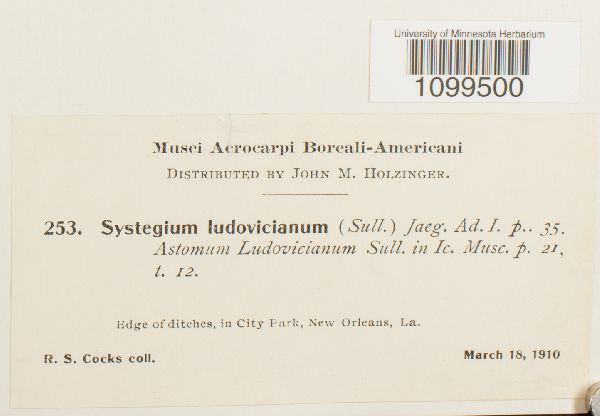 University of Minnesota Herbarium
1099500
Musci Acrocarpi Boreali-Americani
Distributed by John M. Holzinger.
253. Systegium ludovicianum (Sull.) Jaeg. Ad. I. p.. 35.
Astomum Ludovicianum Sull. in Ic. Musc. p. 21,
t. 12.
Edge of ditches, in City Park, New Orleans, La.
R. S. Cocks coll. March 18, 1910